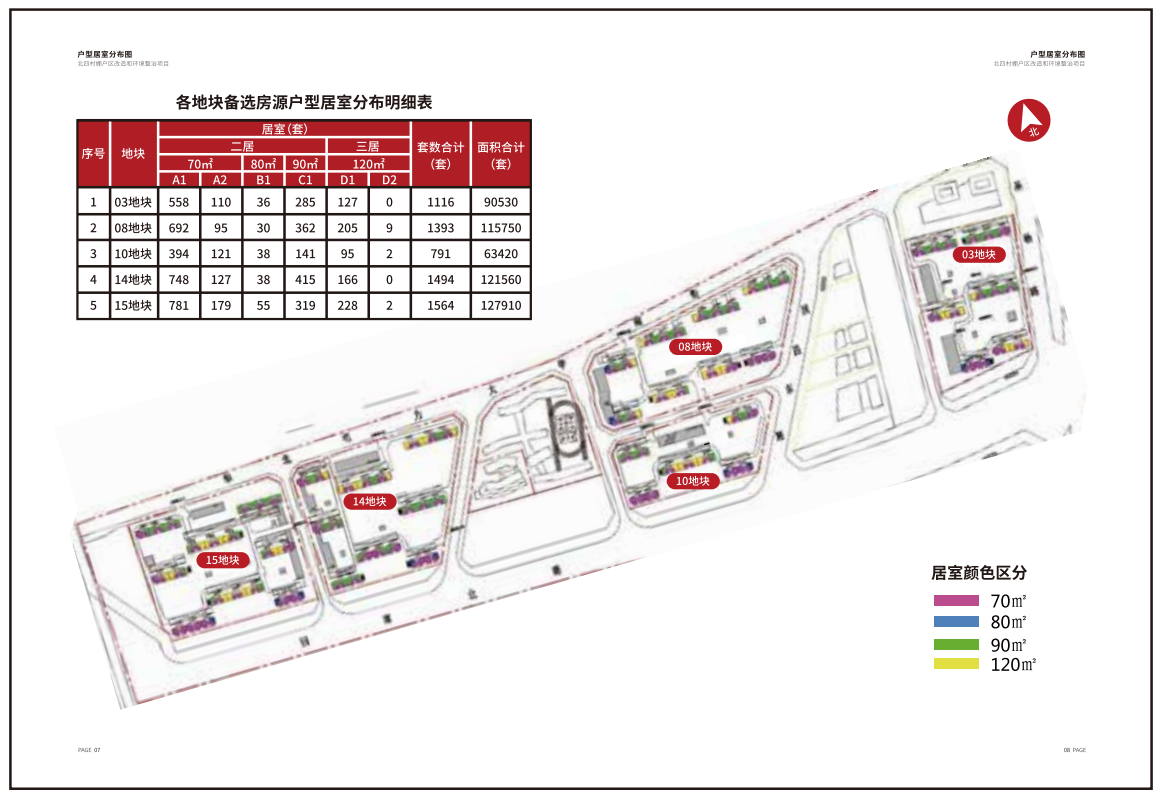 户型居室分布图
北四村棚户区改造和环境整治项目
户型居室分布图
北四村棚户区改造和环境整治项目
各地块备选房源户型居室分布明细表
序号 地块 居室(套) 套数合计(套) 面积合计(套)
二居 三居
70㎡ 80㎡ 90㎡ 120㎡
A1 A2 B1 C1 D1 D2
1 03地块 558 110 36 285 127 0 1116 90530
2 08地块 692 95 30 362 205 9 1393 115750
3 10地块 394 121 38 141 95 2 791 63420
4 14地块 748 127 38 415 166 0 1494 121560
5 15地块 781 179 55 319 228 2 1564 127910
北
03地块
08地块
10地块
14地块
15地块
居室颜色区分
70㎡
80㎡
90㎡
120㎡
PAGE 07
08 PAGE